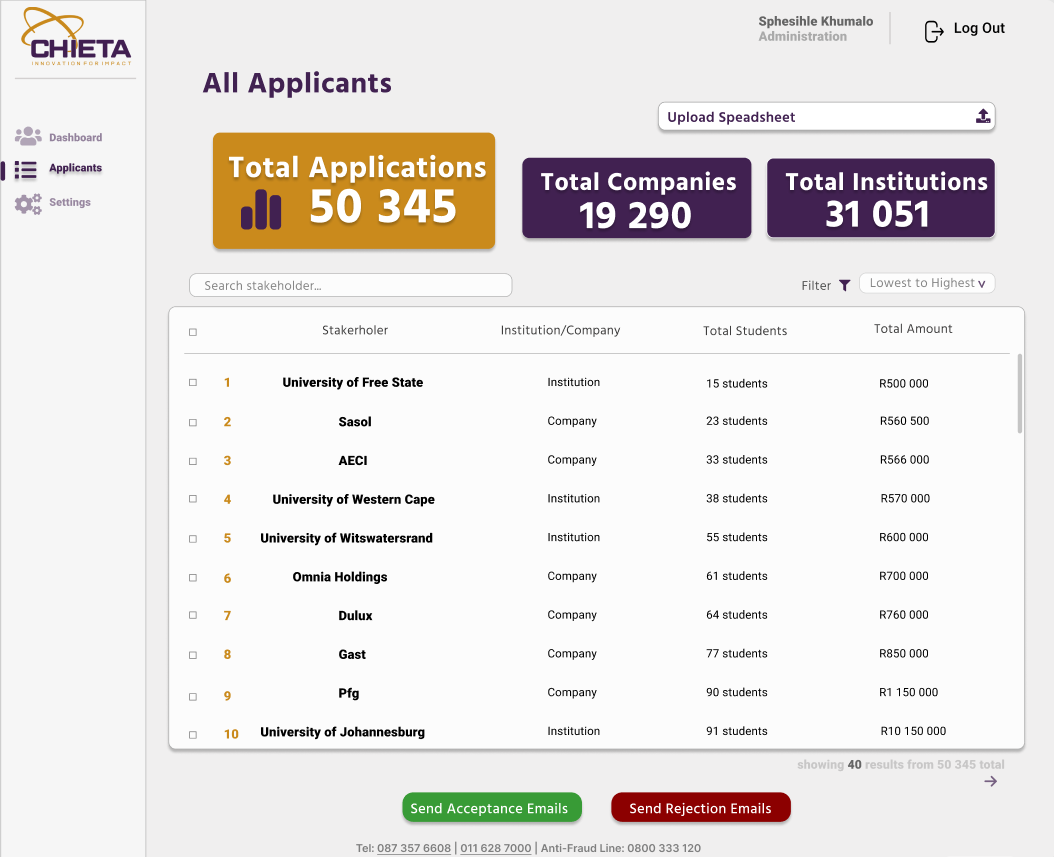 CHIETA
INNOVATION FOR IMPACT
Sphesihle Khumalo
Administration
Log Out
All Applicants
Upload Speadsheet
Dashboard
Applicants
Settings
Total Applications
50 345
Total Companies
19 290
Total Institutions
31 051
Search stakeholder...
Filter
Lowest to Highest v
Stakerholer Institution/Company Total Students Total Amount
1 University of Free State Institution 15 students R500 000
2 Sasol Company 23 students R560 500
3 AECI Company 33 students R566 000
4 University of Western Cape Institution 38 students R570 000
5 University of Witswatersrand Institution 55 students R600 000
6 Omnia Holdings Company 61 students R700 000
7 Dulux Company 64 students R760 000
8 Gast Company 77 students R850 000
9 Pfg Company 90 students R1 150 000
10 University of Johannesburg Institution 91 students R10 150 000
showing 40 results from 50 345 total
Send Acceptance Emails
Send Rejection Emails
Tel: 087 357 6608 | 011 628 7000 | Anti-Fraud Line: 0800 333 120